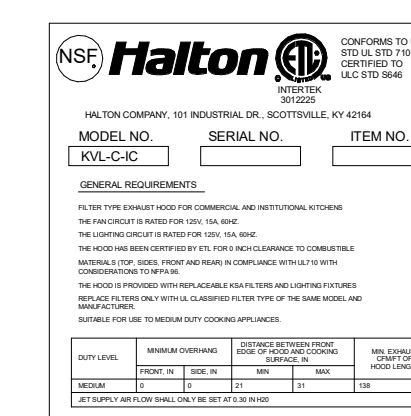 NSF
Halton
ETL
LISTED
US
CONFORMS TO
STD UL STD 710
CERTIFIED TO
ULC STD S646
INTERTEK
3012225
HALTON COMPANY, 101 INDUSTRIAL DR., SCOTTSVILLE, KY 42164
MODEL NO. SERIAL NO. ITEM NO.
KVL-C-IC
GENERAL REQUIREMENTS
FILTER TYPE EXHAUST HOOD FOR COMMERCIAL AND INSTITUTIONAL KITCHENS
THE FAN CIRCUIT IS RATED FOR 125V, 15A, 60HZ.
THE LIGHTING CIRCUIT IS RATED FOR 125V, 15A, 60HZ.
THE HOOD HAS BEEN CERTIFIED BY ETL FOR 0 INCH CLEARANCE TO COMBUSTIBLE
MATERIALS (TOP, SIDES, FRONT AND REAR) IN COMPLIANCE WITH UL710 WITH
CONSIDERATIONS TO NFPA 96.
THE HOOD IS PROVIDED WITH REPLACEABLE KSA FILTERS AND LIGHTING FIXTURES
REPLACE FILTERS ONLY WITH UL CLASSIFIED FILTER TYPE OF THE SAME MODEL AND
MANUFACTURER.
SUITABLE FOR USE TO MEDIUM DUTY COOKING APPLIANCES.
DUTY LEVEL
MINIMUM OVERHANG
DISTANCE BETWEEN FRONT
EDGE OF HOOD AND COOKING
SURFACE, IN
MIN. EXHAU
CFM/FT OF
HOOD LENG
FRONT, IN SIDE, IN MIN MAX
MEDIUM 0 0 21 31 138
JET SUPPLY AIR FLOW SHALL ONLY BE SET AT 0.30 IN H20